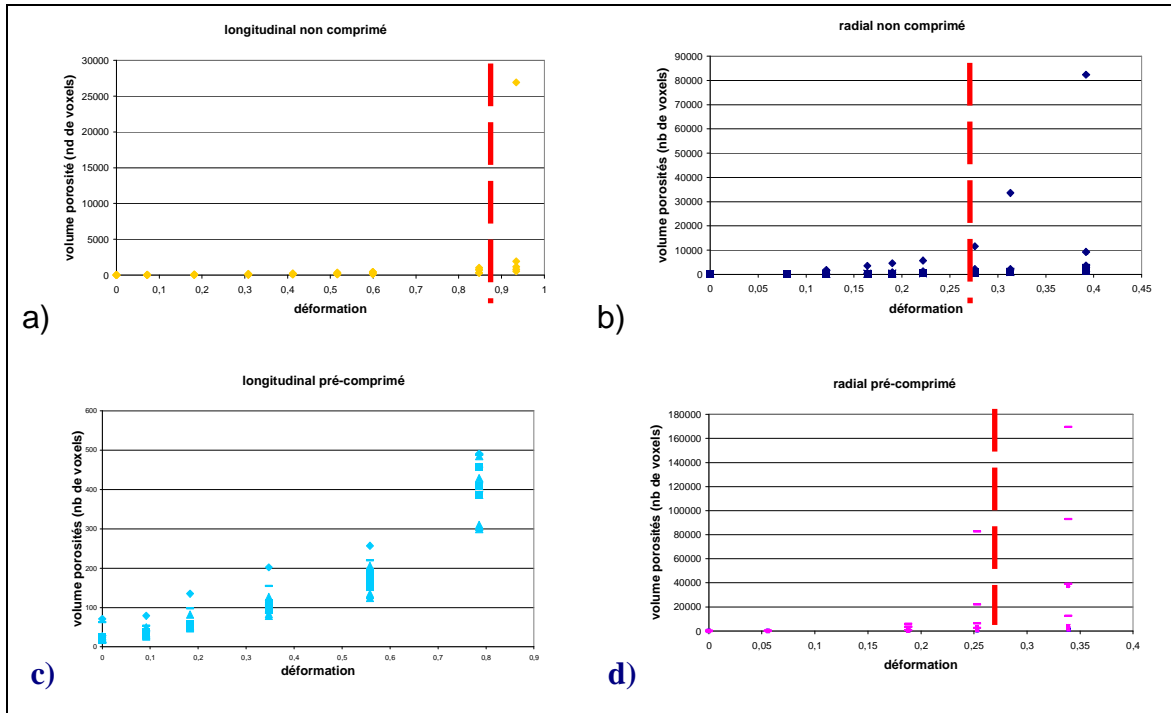 longitudinal non comprimé
volume porosité (nd de voxels)
30000
25000
20000
15000
10000
5000
0
0 0,1 0,2 0,3 0,4 0,5 0,6 0,7 0,8 0,9 1
déformation
a)
radial non comprimé
volume porosités (nb de voxels)
90000
80000
70000
60000
50000
40000
30000
20000
10000
0
0 0,05 0,1 0,15 0,2 0,25 0,3 0,35 0,4 0,45
déformation
b)
longitudinal pré-comprimé
volume porosités (nb de voxels)
600
500
400
300
200
100
0
0 0,1 0,2 0,3 0,4 0,5 0,6 0,7 0,8 0,9
déformation
c)
radial pré-comprimé
volume porosités (nb de voxels)
180000
160000
140000
120000
100000
80000
60000
40000
20000
0
0 0,05 0,1 0,15 0,2 0,25 0,3 0,35 0,4
déformation
d)